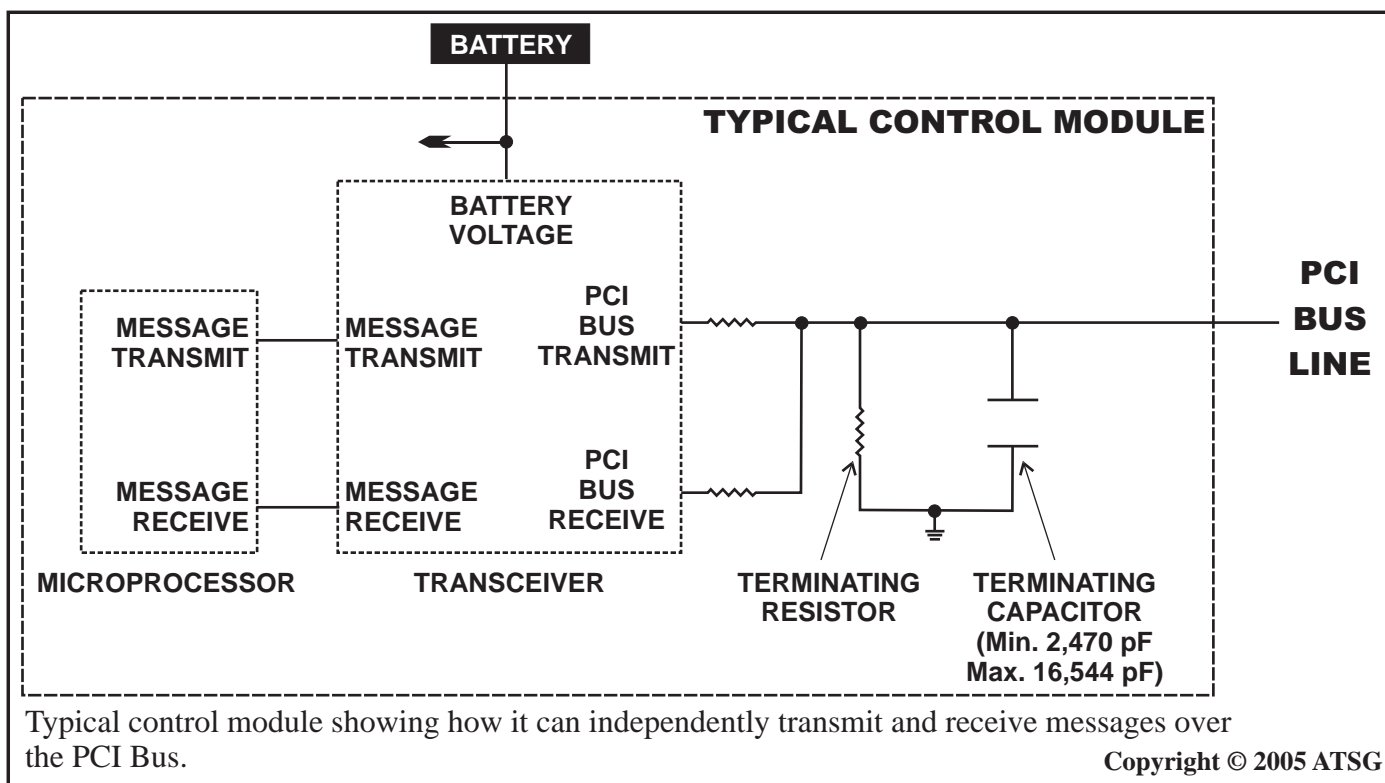 BATTERY
TYPICAL CONTROL MODULE
BATTERY
VOLTAGE
MESSAGE
TRANSMIT
MESSAGE
TRANSMIT
PCI
BUS
TRANSMIT
PCI
BUS
LINE
MESSAGE
RECEIVE
MESSAGE
RECEIVE
PCI
BUS
RECEIVE
MICROPROCESSOR
TRANSCEIVER
TERMINATING
RESISTOR
TERMINATING
CAPACITOR
(Min. 2,470 pF
Max. 16,544 pF)
Typical control module showing how it can independently transmit and receive messages over
the PCI Bus.
Copyright © 2005 ATSG